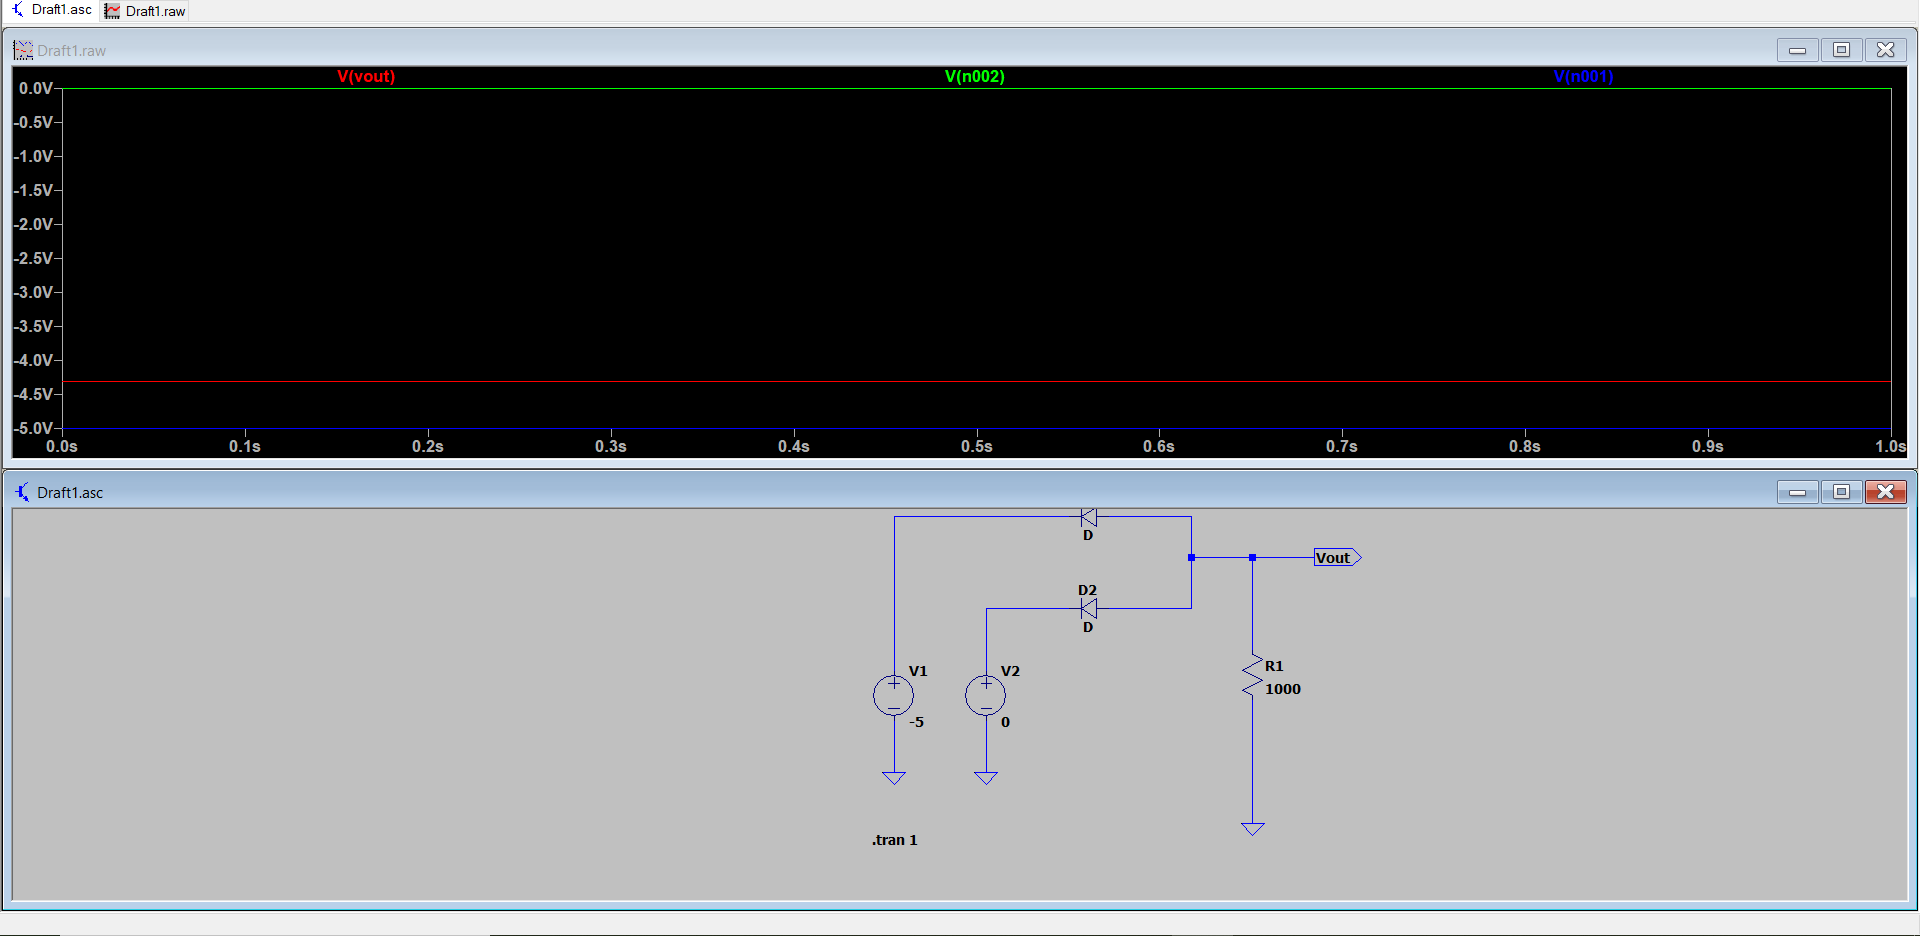 Draft1.asc Draft1.raw
Draft1.raw
V(vout) V(n002) V(n001)
0.0V
-0.5V
-1.0V
-1.5V
-2.0V
-2.5V
-3.0V
-3.5V
-4.0V
-4.5V
-5.0V
0.0s 0.1s 0.2s 0.3s 0.4s 0.5s 0.6s 0.7s 0.8s 0.9s 1.0s
Draft1.asc
D
Vout
D2
D
V1
-5
V2
0
R1
1000
.tran 1